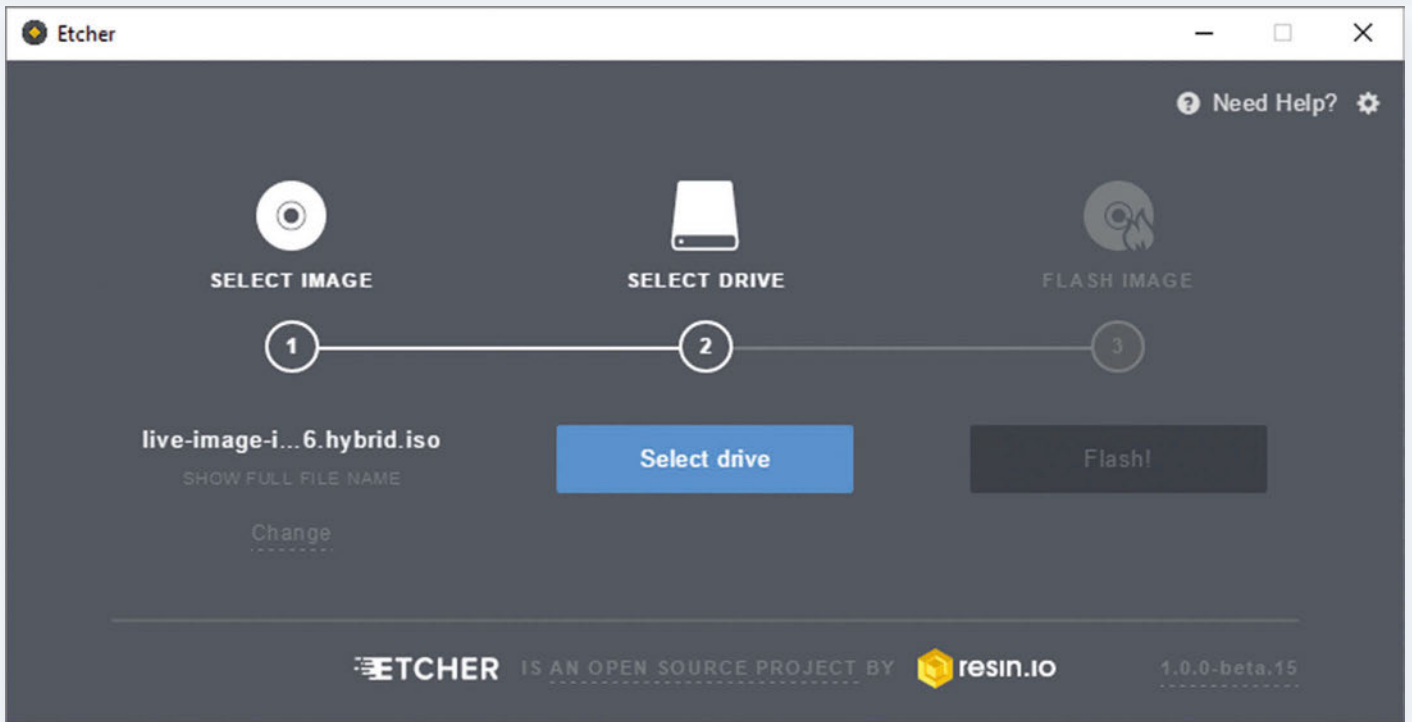 Etcher
Need Help?
SELECT IMAGE
SELECT DRIVE
FLASH IMAGE
1
2
3
live-image-i...6.hybrid.iso
SHOW FULL FILE NAME
Change
Select drive
Flash!
ETCHER IS AN OPEN SOURCE PROJECT BY resin.io 1.0.0-beta.15